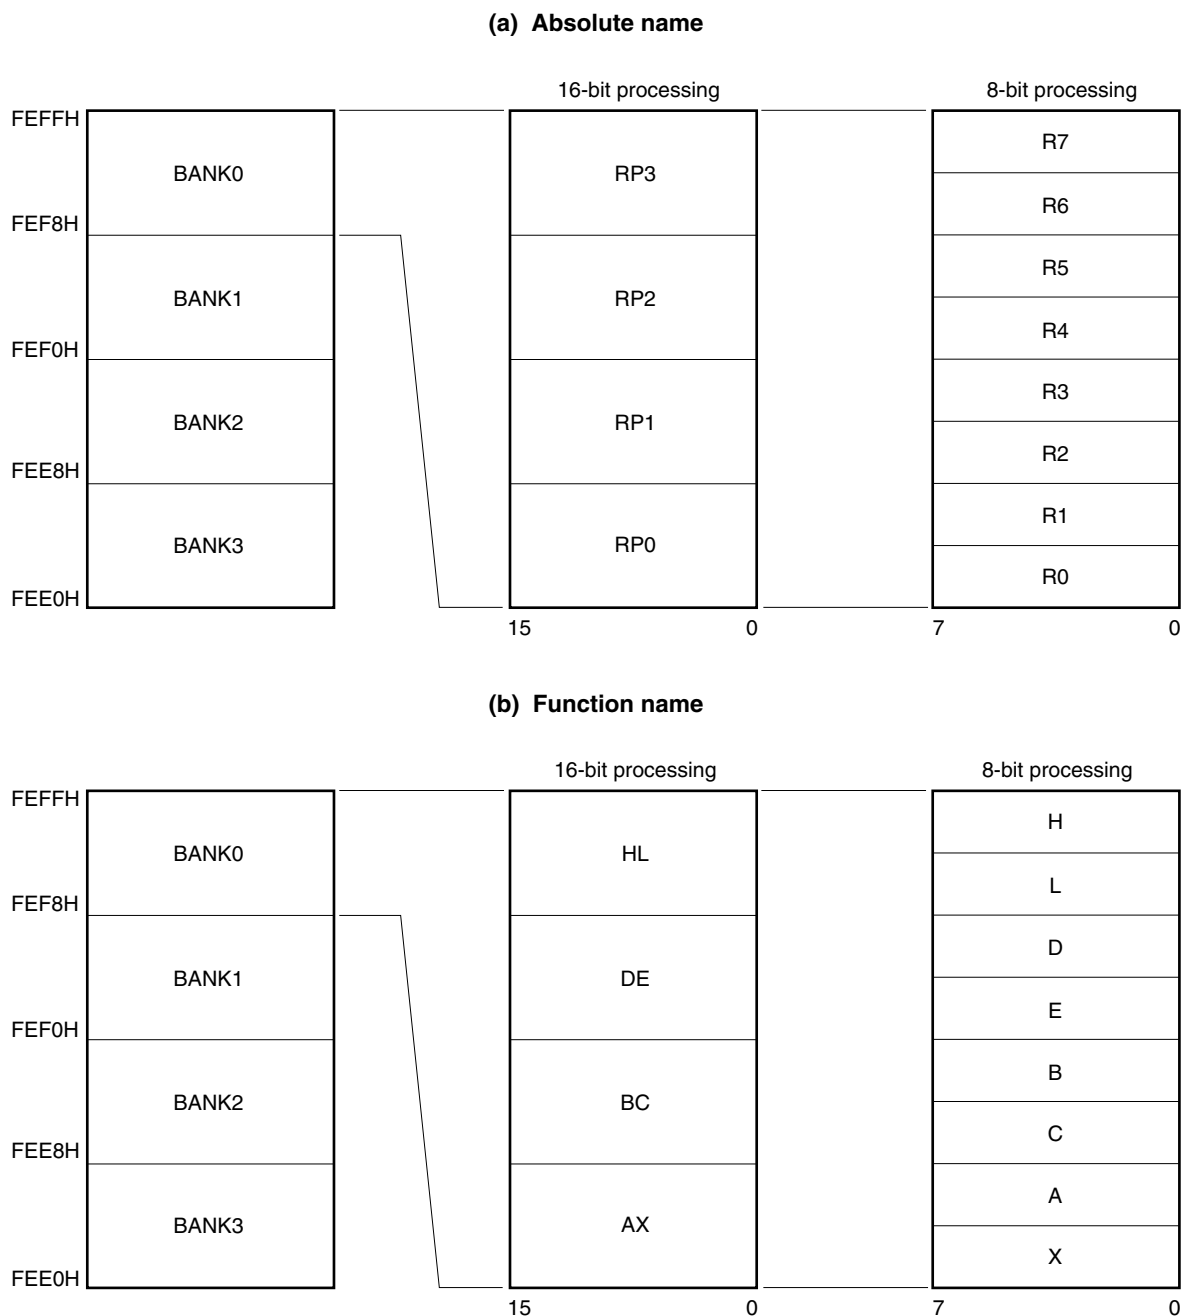 (a) Absolute name
16-bit processing 8-bit processing
FEFFH
R7
BANK0 RP3
R6
FEF8H
R5
BANK1 RP2
R4
FEF0H
R3
BANK2 RP1
R2
FEE8H
R1
BANK3 RP0
R0
FEE0H
15 0 7 0
(b) Function name
16-bit processing 8-bit processing
FEFFH
H
BANK0 HL
L
FEF8H
D
BANK1 DE
E
FEF0H
B
BANK2 BC
C
FEE8H
A
BANK3 AX
X
FEE0H
15 0 7 0